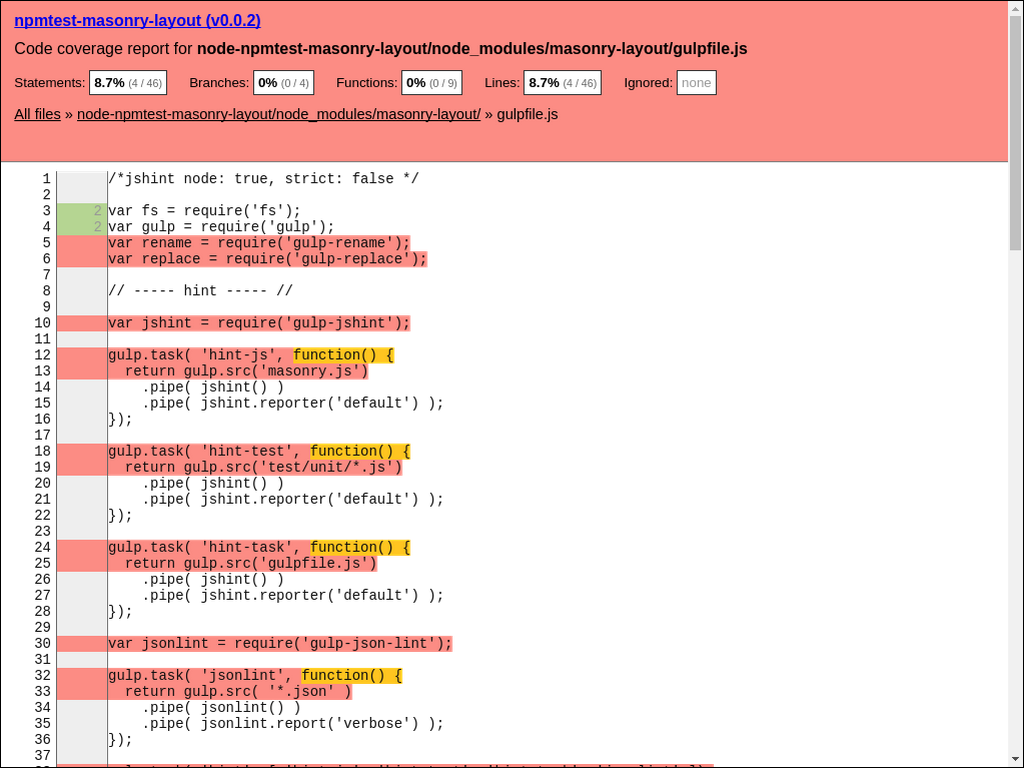 npmtest-masonry-layout (v0.0.2)
Code coverage report for node-npmtest-masonry-layout/node_modules/masonry-layout/gulpfile.js
Statements: 8.7% (4 / 46) Branches: 0% (0 / 4) Functions: 0% (0 / 9) Lines: 8.7% (4 / 46) Ignored: none
All files » node-npmtest-masonry-layout/node_modules/masonry-layout/ » gulpfile.js
1 /*jshint node: true, strict: false */
2
3 2 var fs = require('fs');
4 2 var gulp = require('gulp');
5 var rename = require('gulp-rename');
6 var replace = require('gulp-replace');
7
8 // ----- hint ----- //
9
10 var jshint = require('gulp-jshint');
11
12 gulp.task( 'hint-js', function() {
13   return gulp.src('masonry.js')
14     .pipe( jshint() )
15     .pipe( jshint.reporter('default') );
16 });
17
18 gulp.task( 'hint-test', function() {
19   return gulp.src('test/unit/*.js')
20     .pipe( jshint() )
21     .pipe( jshint.reporter('default') );
22 });
23
24 gulp.task( 'hint-task', function() {
25   return gulp.src('gulpfile.js')
26     .pipe( jshint() )
27     .pipe( jshint.reporter('default') );
28 });
29
30 var jsonlint = require('gulp-json-lint');
31
32 gulp.task( 'jsonlint', function() {
33   return gulp.src( '*.json' )
34     .pipe( jsonlint() )
35     .pipe( jsonlint.report('verbose') );
36 });
37